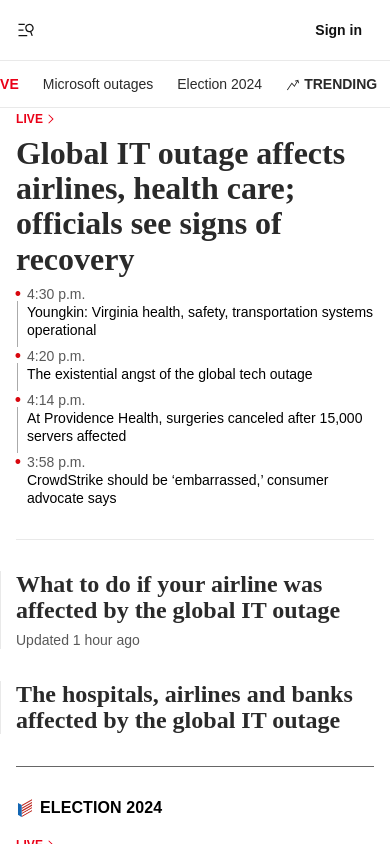 Sign in
VE
Microsoft outages
Election 2024
TRENDING
LIVE
Global IT outage affects
airlines, health care;
officials see signs of
recovery
4:30 p.m.
Youngkin: Virginia health, safety, transportation systems
operational
4:20 p.m.
The existential angst of the global tech outage
4:14 p.m.
At Providence Health, surgeries canceled after 15,000
servers affected
3:58 p.m.
CrowdStrike should be ‘embarrassed,’ consumer
advocate says
What to do if your airline was
affected by the global IT outage
Updated 1 hour ago
The hospitals, airlines and banks
affected by the global IT outage
ELECTION 2024
LIVE